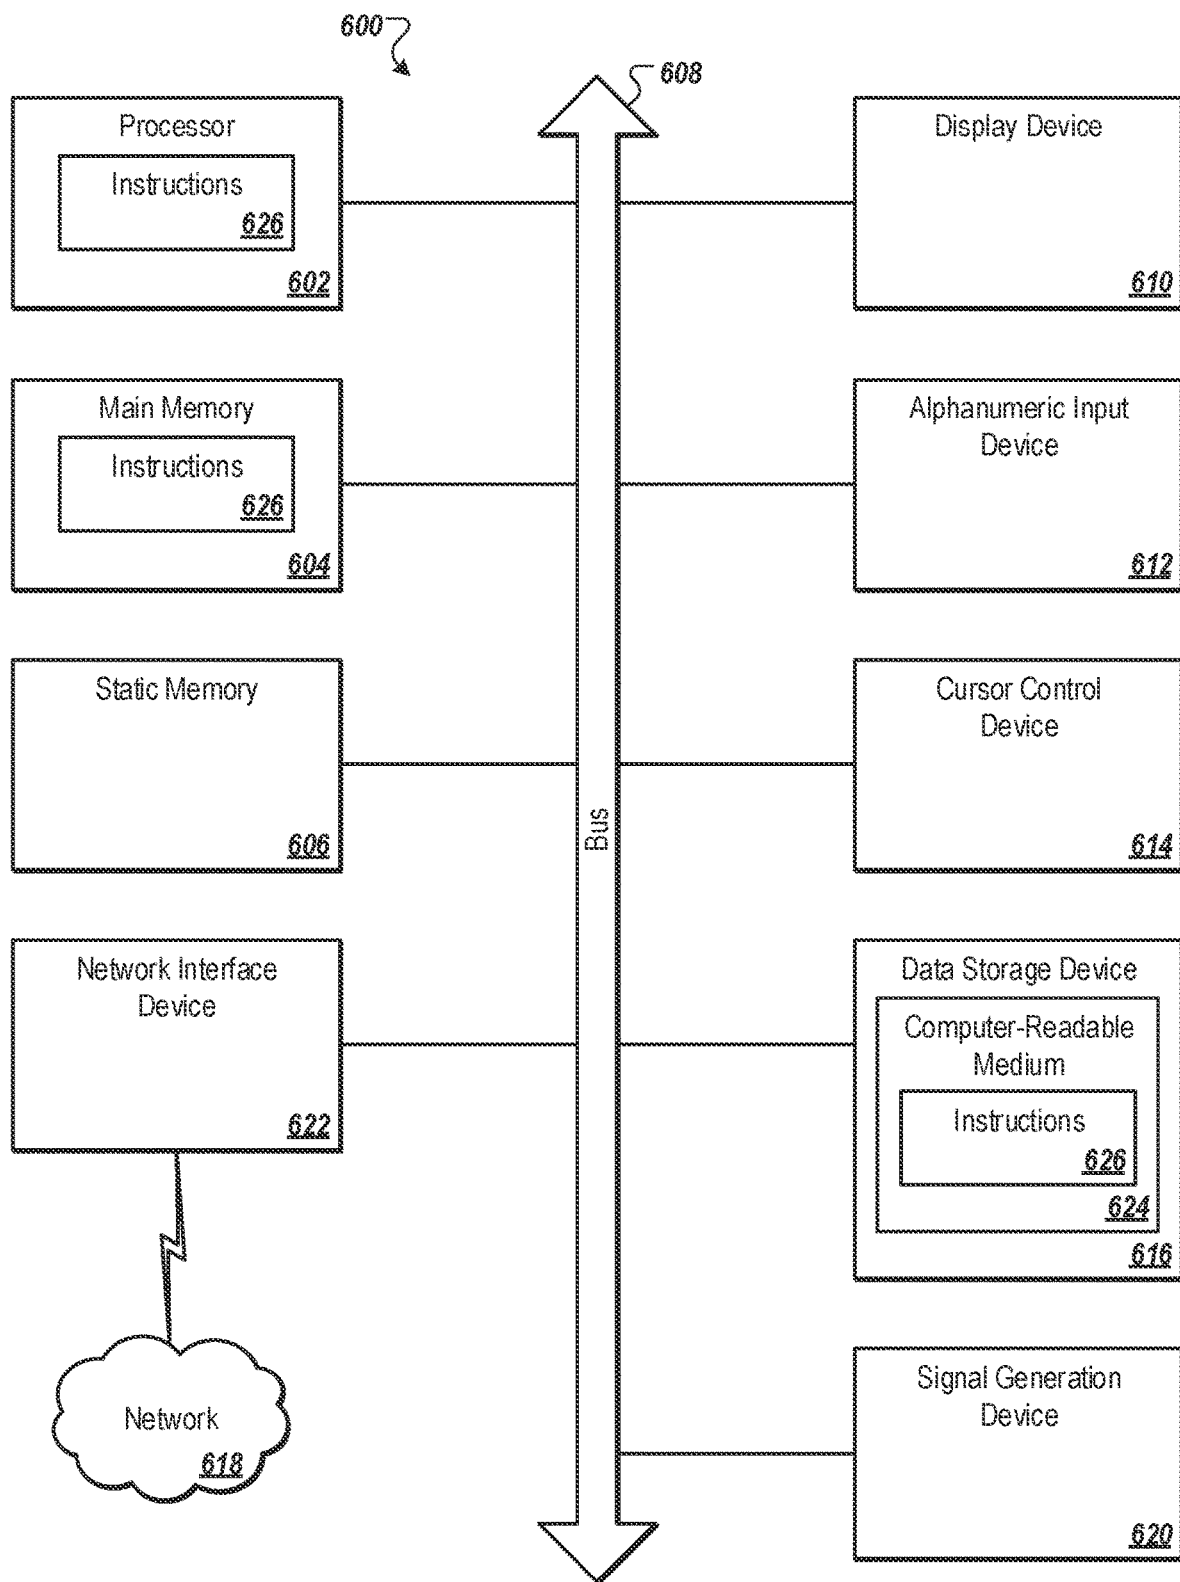 600
608
Processor
Instructions
626
602
Display Device
610
Main Memory
Instructions
626
604
Alphanumeric Input
Device
612
Static Memory
606
Cursor Control
Device
614
Bus
Network Interface
Device
622
Data Storage Device
Computer-Readable
Medium
Instructions
626
624
616
Network
618
Signal Generation
Device
620